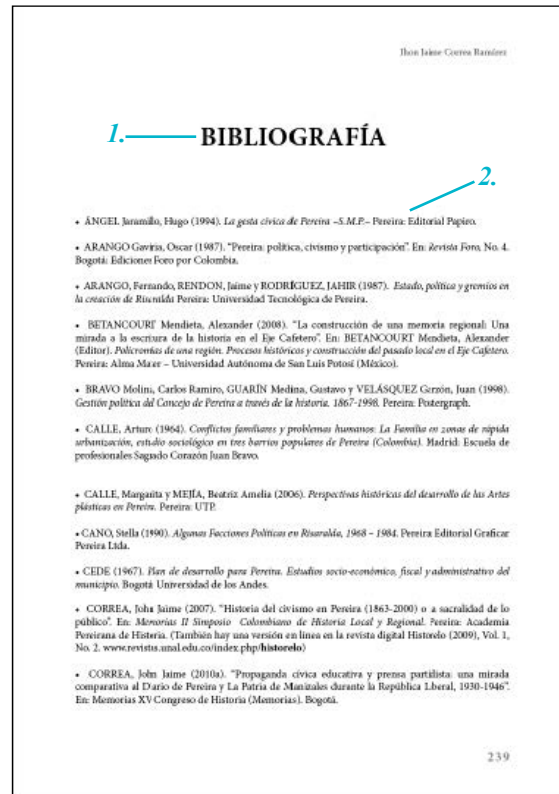 Jhon Jaime Correa Ramírez
1.
BIBLIOGRAFÍA
2.
• ÁNGEL Jaramillo, Hugo (1994). La gesta cívica de Pereira –S.M.P.– Pereira: Editorial Papiro.
• ARANGO Gaviria, Oscar (1987). “Pereira: política, civismo y participación”. En: Revista Foro, No. 4.
Bogotá: Ediciones Foro por Colombia.
• ARANGO, Fernando, RENDON, Jaime y RODRÍGUEZ, JAHIR (1987). Estado, política y gremios en
la creación de Risaralda Pereira: Universidad Tecnológica de Pereira.
• BETANCOURT Mendieta, Alexander (2008). “La construcción de una memoria regional: Una
mirada a la escritura de la historia en el Eje Cafetero”. En: BETANCOURT Mendieta, Alexander
(Editor). Policromías de una región. Procesos históricos y construcción del pasado local en el Eje Cafetero.
Pereira: Alma Mater – Universidad Autónoma de San Luis Potosí (México).
• BRAVO Molina, Carlos Ramiro, GUARÍN Medina, Gustavo y VELÁSQUEZ Gerzón, Juan (1998).
Gestión política del Concejo de Pereira a través de la historia. 1867-1998. Pereira: Postergraph.
• CALLE, Arturo (1964). Conflictos familiares y problemas humanos: La Familia en zonas de rápida
urbanización, estudio sociológico en tres barrios populares de Pereira (Colombia). Madrid: Escuela de
profesionales Sagrado Corazón Juan Bravo.
• CALLE, Margarita y MEJÍA, Beatriz Amelia (2006). Perspectivas históricas del desarrollo de las Artes
plásticas en Pereira. Pereira: UTP.
• CANO, Stella (1990). Algunas Facciones Políticas en Risaralda, 1968 – 1984. Pereira Editorial Graficar
Pereira Ltda.
• CEDE (1967). Plan de desarrollo para Pereira. Estudios socio-económico, fiscal y administrativo del
municipio. Bogotá Universidad de los Andes.
• CORREA, John Jaime (2007). “Historia del civismo en Pereira (1863-2000) o a sacralidad de lo
público”. En: Memorias II Simposio Colombiano de Historia Local y Regional. Pereira: Academia
Pereirana de Historia. (También hay una versión en línea en la revista digital Historelo (2009), Vol. 1,
No. 2. www.revistas.unal.edu.co/index.php/historelo)
• CORREA, John Jaime (2010a). “Propaganda cívica educativa y prensa partidista: una mirada
comparativa al Diario de Pereira y La Patria de Manizales durante la República Liberal, 1930-1946”.
En: Memorias XV Congreso de Historia (Memorias). Bogotá.
239